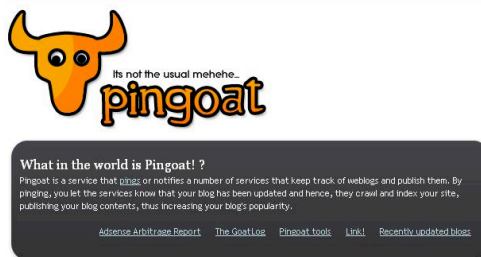 Its not the usual mehehe...
pingoat
What in the world is Pingoat! ?
Pingoat is a service that pings or notifies a number of services that keep track of weblogs and publish them. By
pinging, you let the services know that your blog has been updated and hence, they crawl and index your site,
publishing your blog contents, thus increasing your blog's popularity.
Adsense Arbitrage Report The GoatLog Pingoat tools Link! Recently updated blogs